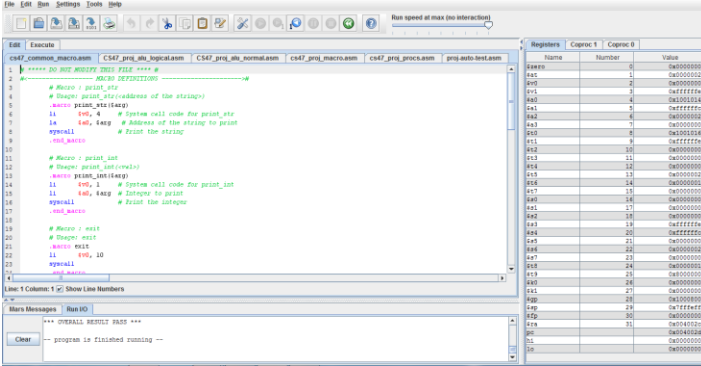 File Edit Run Settings Tools Help
Run speed at max (no interaction)
Edit Execute
cs47_common_macro.asm CS47_proj_alu_logical.asm CS47_proj_alu_normal.asm cs47_proj_macro.asm cs47_proj_procs.asm proj-auto-test.asm
1 # ***** DO NOT MODIFY THIS FILE **** #
2 #<------------------ MACRO DEFINITIONS ---------------------->#
3 # Macro : print_str
4 # Usage: print_str(<address of the string>)
5 .macro print_str($arg)
6 li $v0, 4 # System call code for print_str
7 la $a0, $arg # Address of the string to print
8 syscall # Print the string
9 .end_macro
10
11 # Macro : print_int
12 # Usage: print_int(<val>)
13 .macro print_int($arg)
14 li $v0, 1 # System call code for print_int
15 li $a0, $arg # Integer to print
16 syscall # Print the integer
17 .end_macro
18
19 # Macro : exit
20 # Usage: exit
21 .macro exit
22 li $v0, 10
23 syscall
.end_macro
Line: 1 Column: 1 Show Line Numbers
Mars Messages Run I/O
*** OVERALL RESULT PASS ***
Clear
-- program is finished running --
Registers Coproc 1 Coproc 0
Name Number Value
$zero 0
$at 1
$v0 2
$v1 3
$a0 4
$a1 5
$a2 6
$a3 7
$t0 8
$t1 9
$t2 10
$t3 11
$t4 12
$t5 13
$t6 14
$t7 15
$s0 16
$s1 17
$s2 18
$s3 19
$s4 20
$s5 21
$s6 22
$s7 23
$t8 24
$t9 25
$k0 26
$k1 27
$gp 28
$sp 29
$fp 30
$ra 31
pc
hi
lo